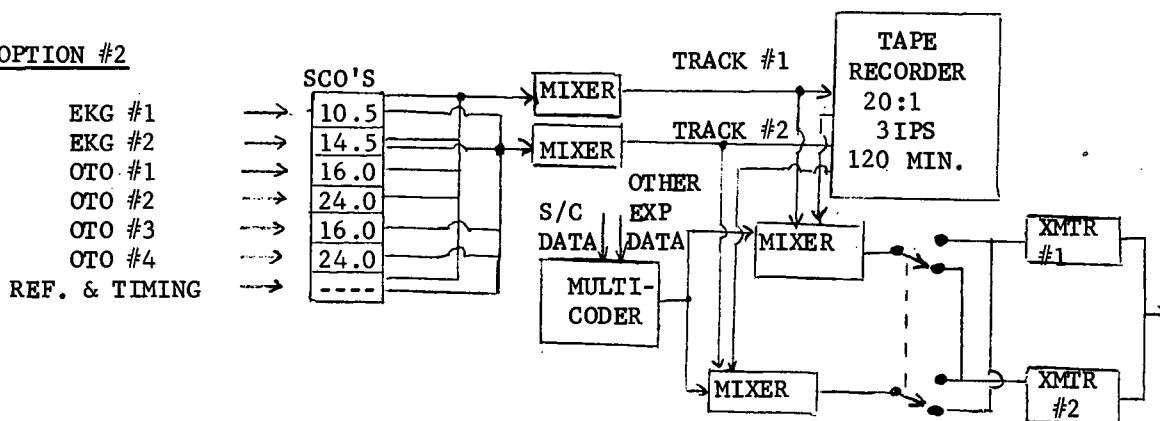 OPTION #2
SCO'S
EKG #1
10.5
EKG #2
14.5
OTO #1
16.0
OTO #2
24.0
OTO #3
16.0
OTO #4
24.0
REF. & TIMING
----
MIXER
TRACK #1
MIXER
TRACK #2
TAPE
RECORDER
20:1
3IPS
120 MIN.
S/C
DATA
OTHER
EXP
DATA
MULTI-
CODER
MIXER
MIXER
XMTR
#1
XMTR
#2